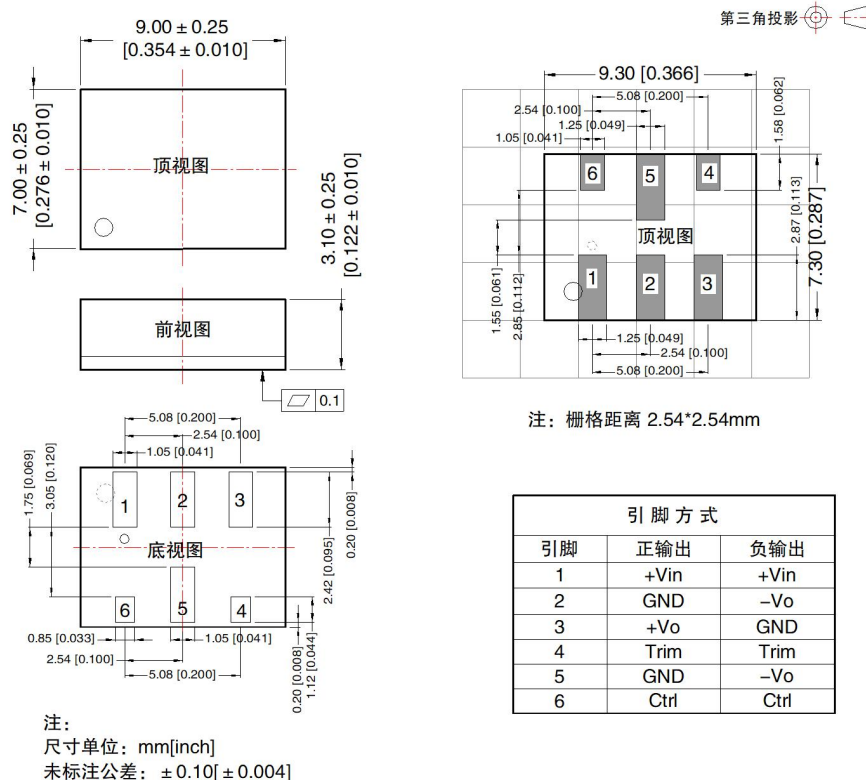 第三角投影
9.00 ± 0.25
[0.354 ± 0.010]
7.00 ± 0.25
[0.276 ± 0.010]
顶视图
3.10 ± 0.25
[0.122 ± 0.010]
前视图
0.1
5.08 [0.200]
2.54 [0.100]
1.05 [0.041]
1.75 [0.069]
3.05 [0.120]
1
2
3
底视图
6
5
4
0.20 [0.008]
2.42 [0.095]
0.85 [0.033]
1.05 [0.041]
2.54 [0.100]
5.08 [0.200]
0.20 [0.008]
1.12 [0.044]
注:
尺寸单位: mm[inch]
未标注公差: ± 0.10[ ± 0.004]
9.30 [0.366]
5.08 [0.200]
2.54 [0.100]
1.25 [0.049]
1.05 [0.041]
1.58 [0.062]
6
5
4
顶视图
1
2
3
2.87 [0.113]
7.30 [0.287]
1.55 [0.061]
2.85 [0.112]
1.25 [0.049]
2.54 [0.100]
5.08 [0.200]
注: 栅格距离 2.54*2.54mm
引 脚 方 式
引脚 正输出 负输出
1 +Vin +Vin
2 GND –Vo
3 +Vo GND
4 Trim Trim
5 GND –Vo
6 Ctrl Ctrl